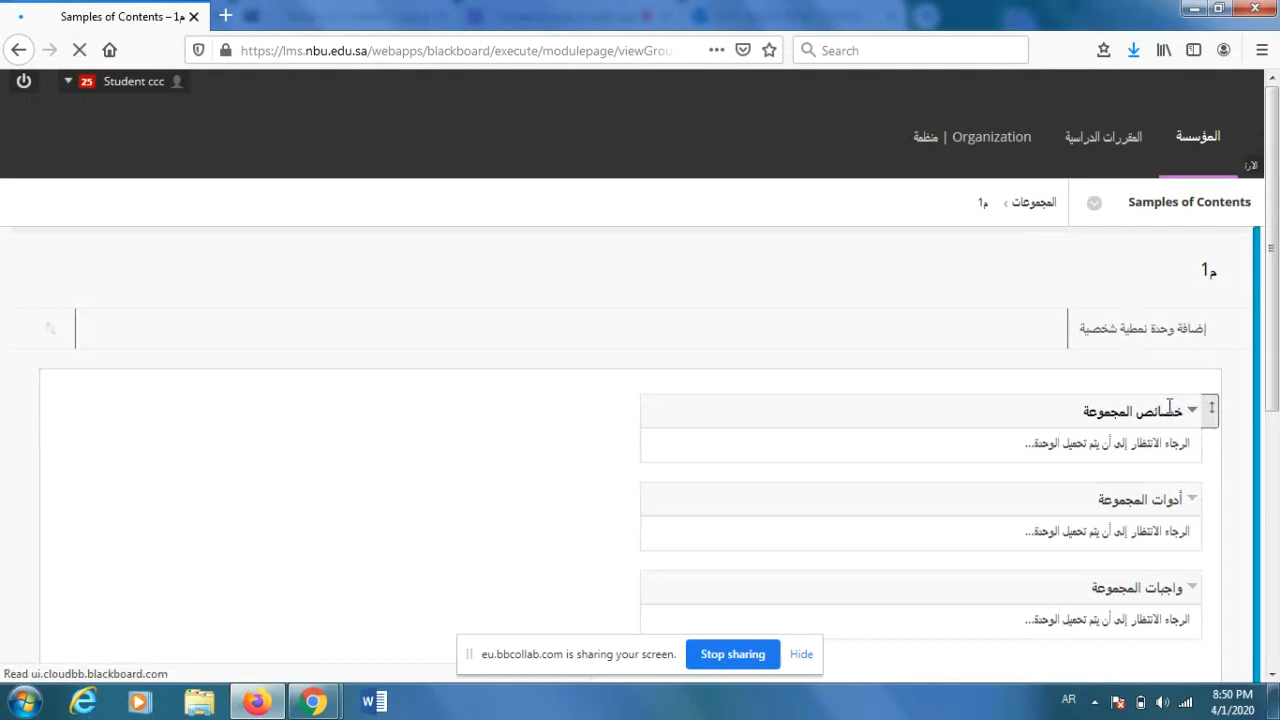 Samples of Contents – م1
https://lms.nbu.edu.sa/webapps/blackboard/execute/modulepage/viewGrou
Search
25 Student ccc
المؤسسة
المقررات الدراسية
منظمة | Organization
الار
Samples of Contents
المجموعات
م1
م1
إضافة وحدة نمطية شخصية
خصائص المجموعة
الرجاء الانتظار إلى أن يتم تحميل الوحدة...
أدوات المجموعة
الرجاء الانتظار إلى أن يتم تحميل الوحدة...
واجبات المجموعة
الرجاء الانتظار إلى أن يتم تحميل الوحدة...
eu.bbcollab.com is sharing your screen. Stop sharing Hide
Read ui.cloudbb.blackboard.com
AR
8:50 PM
4/1/2020